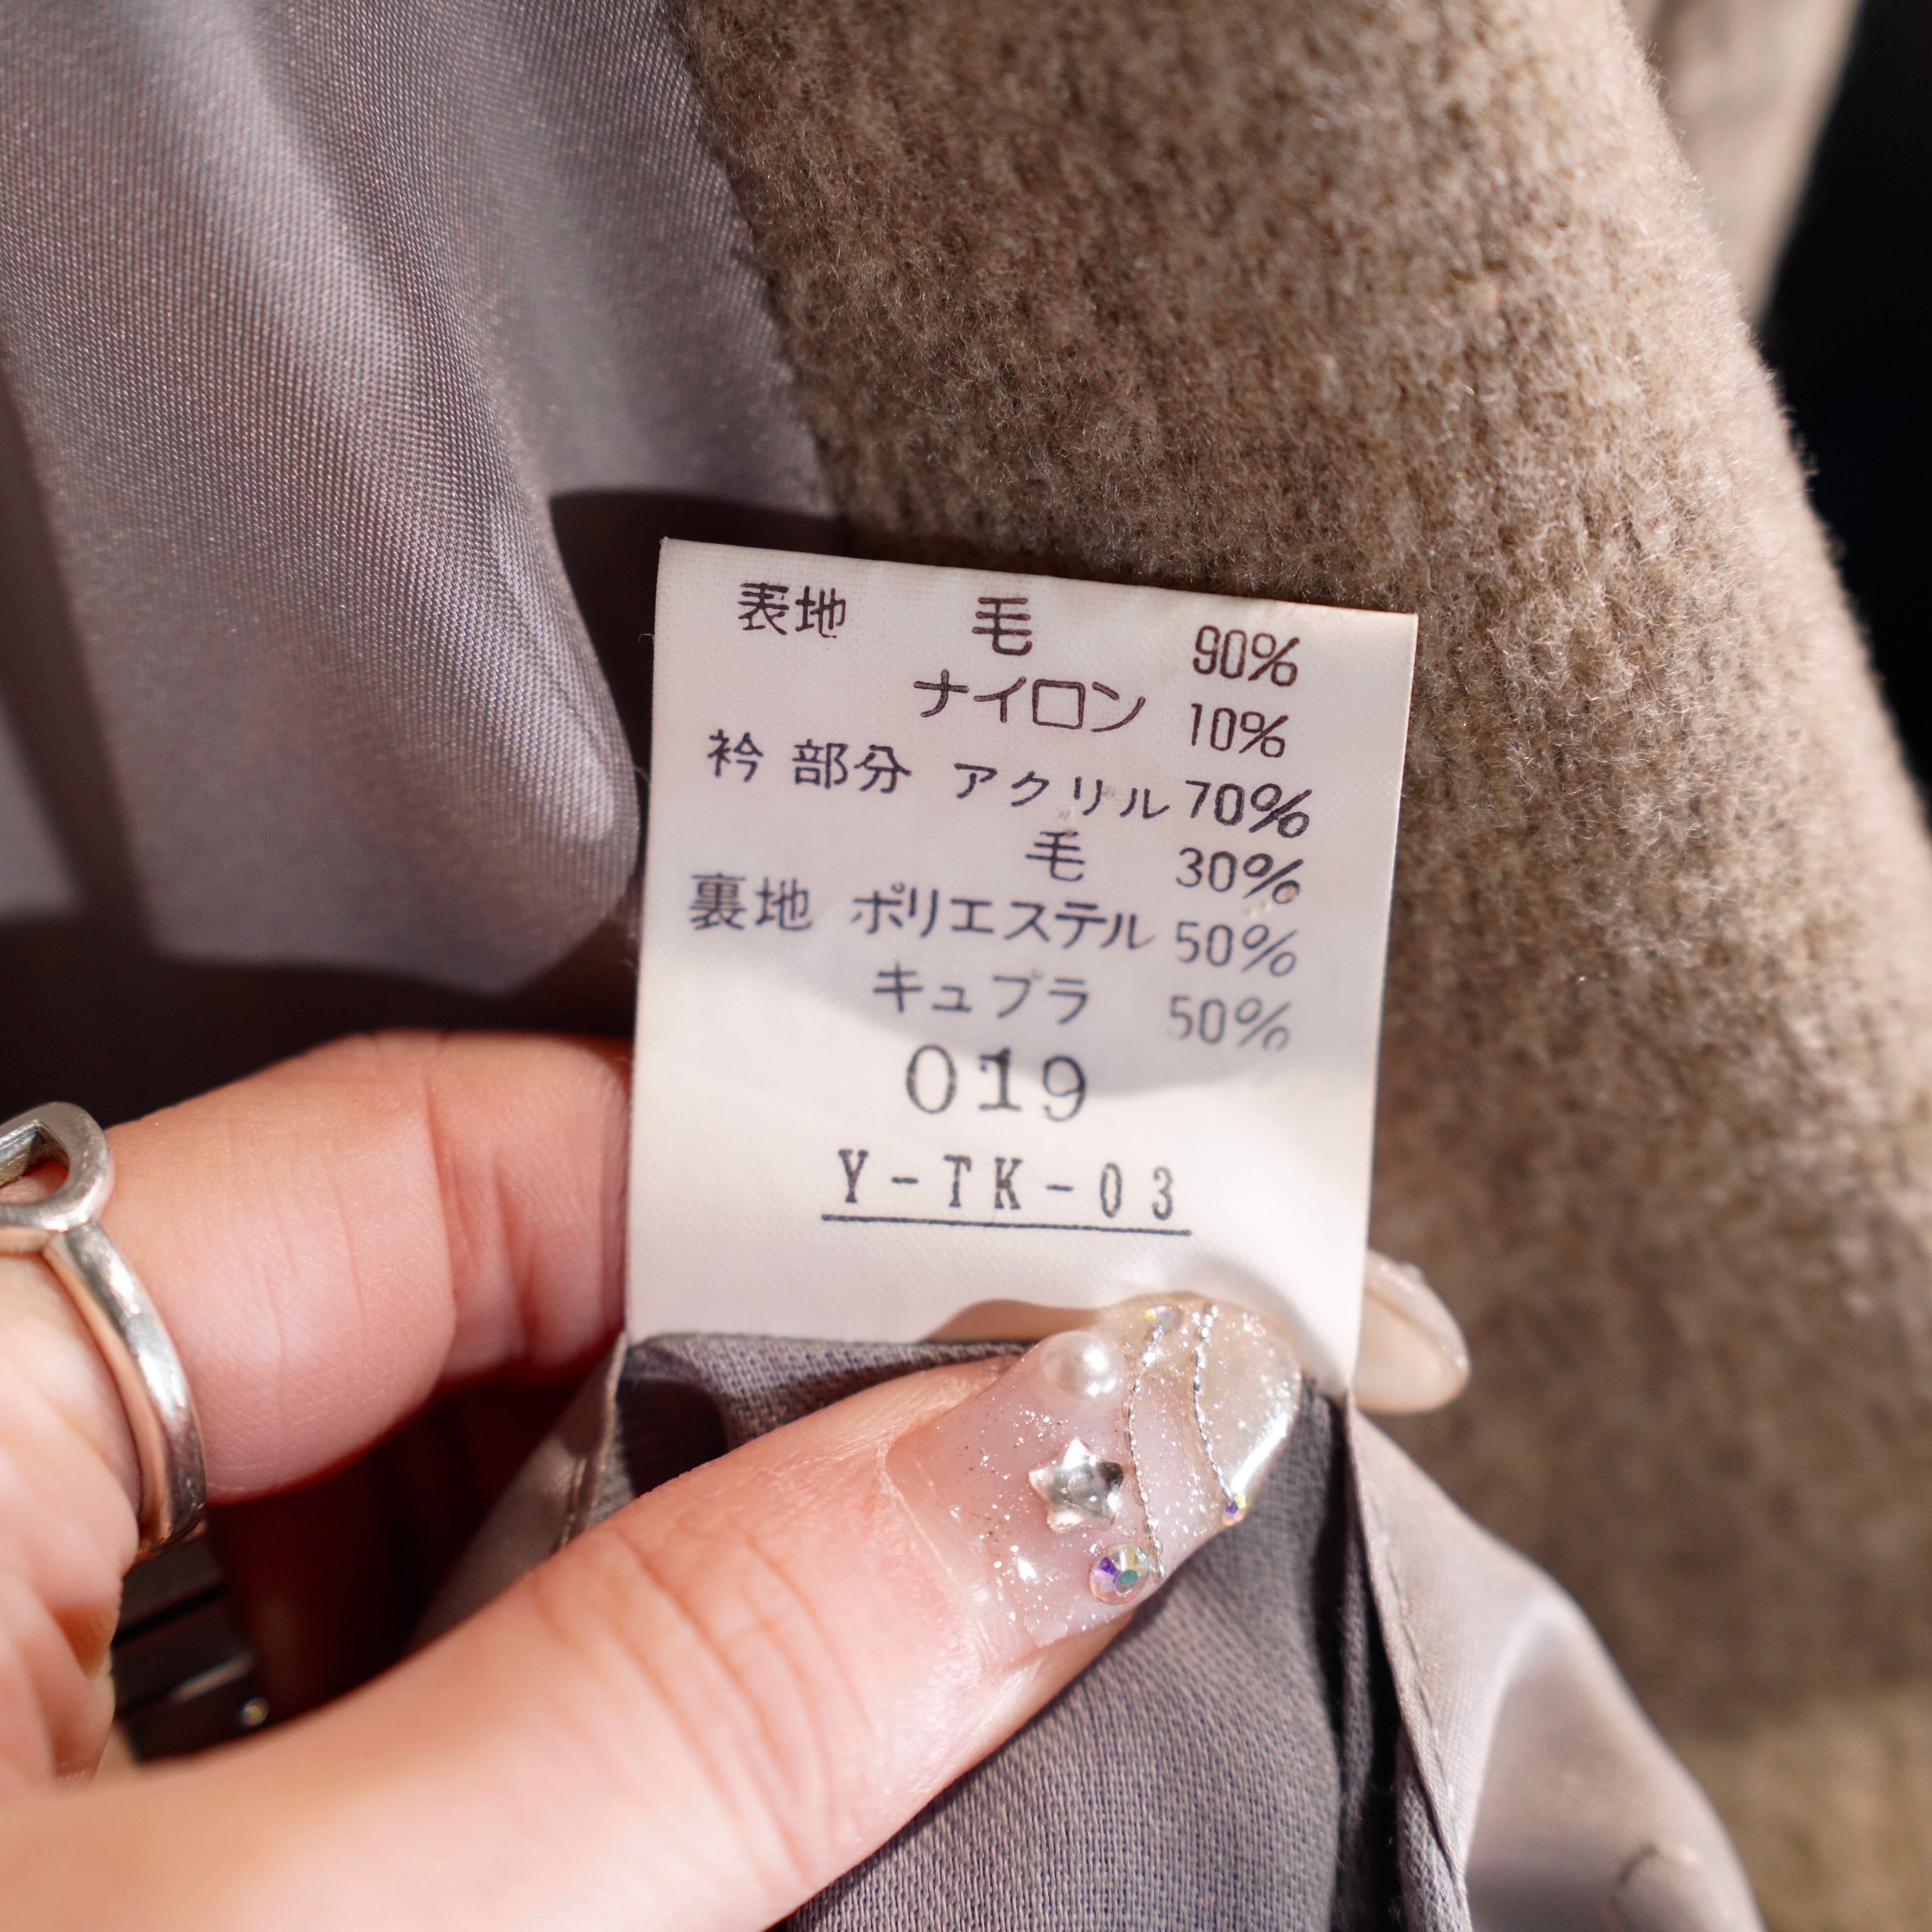 表地 毛 90%
ナイロン 10%
衿 部分 アクリル 70%
毛 30%
裏地 ポリエステル 50%
キュプラ 50%
019
Y-TK-03